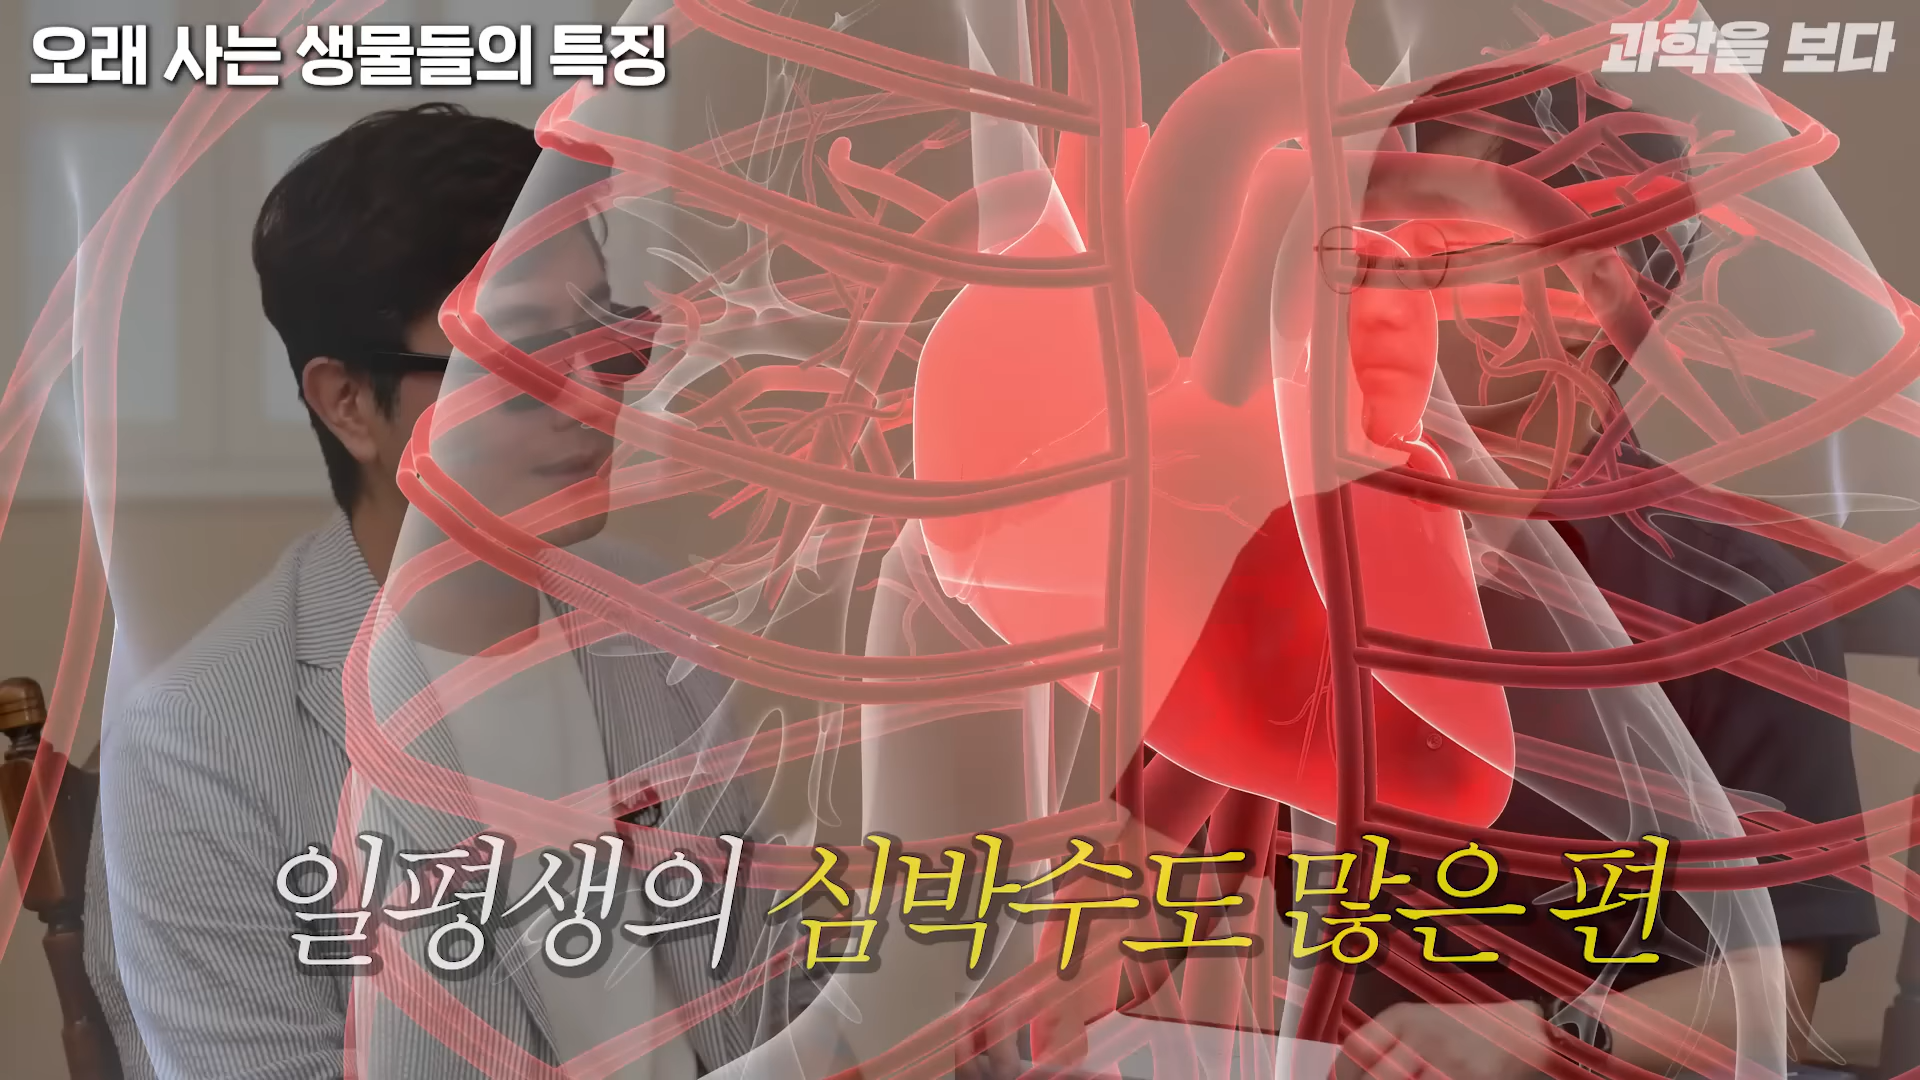 오래 사는 생물들의 특징
과학을 보다
일평생의 심박수도 많은 편